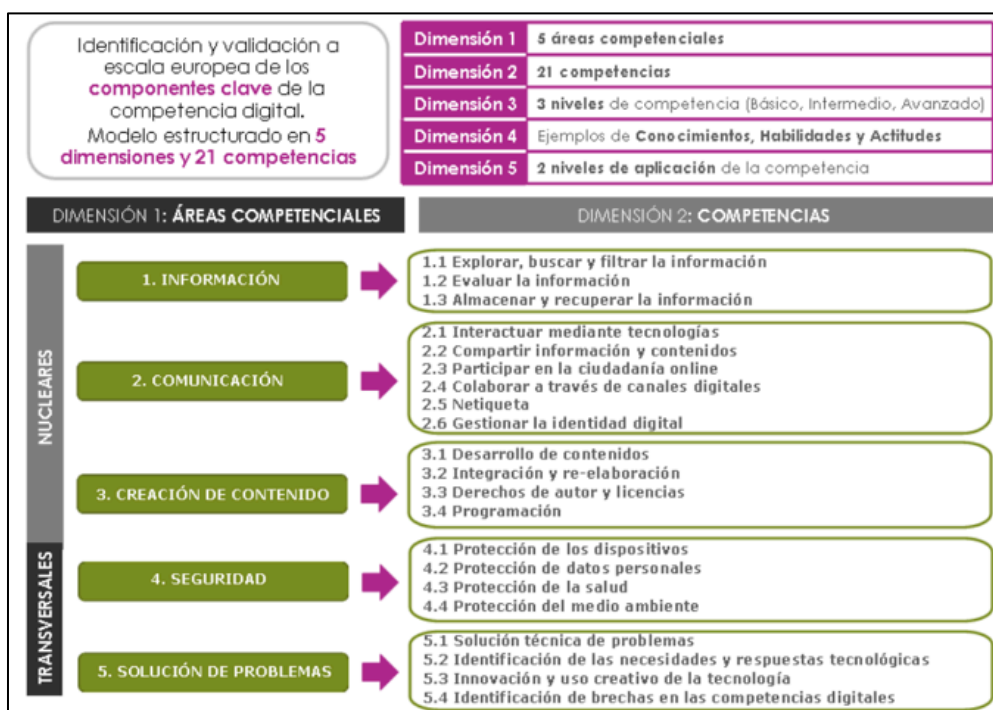 Identificación y validación a
escala europea de los
componentes clave de la
competencia digital.
Modelo estructurado en 5
dimensiones y 21 competencias
Dimensión 1 5 áreas competenciales
Dimensión 2 21 competencias
Dimensión 3 3 niveles de competencia (Básico, Intermedio, Avanzado)
Dimensión 4 Ejemplos de Conocimientos, Habilidades y Actitudes
Dimensión 5 2 niveles de aplicación de la competencia
DIMENSIÓN 1: ÁREAS COMPETENCIALES
DIMENSIÓN 2: COMPETENCIAS
NUCLEARES
1. INFORMACIÓN
1.1 Explorar, buscar y filtrar la información
1.2 Evaluar la información
1.3 Almacenar y recuperar la información
2. COMUNICACIÓN
2.1 Interactuar mediante tecnologías
2.2 Compartir información y contenidos
2.3 Participar en la ciudadanía online
2.4 Colaborar a través de canales digitales
2.5 Netiqueta
2.6 Gestionar la identidad digital
3. CREACIÓN DE CONTENIDO
3.1 Desarrollo de contenidos
3.2 Integración y re-elaboración
3.3 Derechos de autor y licencias
3.4 Programación
TRANSVERSALES
4. SEGURIDAD
4.1 Protección de los dispositivos
4.2 Protección de datos personales
4.3 Protección de la salud
4.4 Protección del medio ambiente
5. SOLUCIÓN DE PROBLEMAS
5.1 Solución técnica de problemas
5.2 Identificación de las necesidades y respuestas tecnológicas
5.3 Innovación y uso creativo de la tecnología
5.4 Identificación de brechas en las competencias digitales